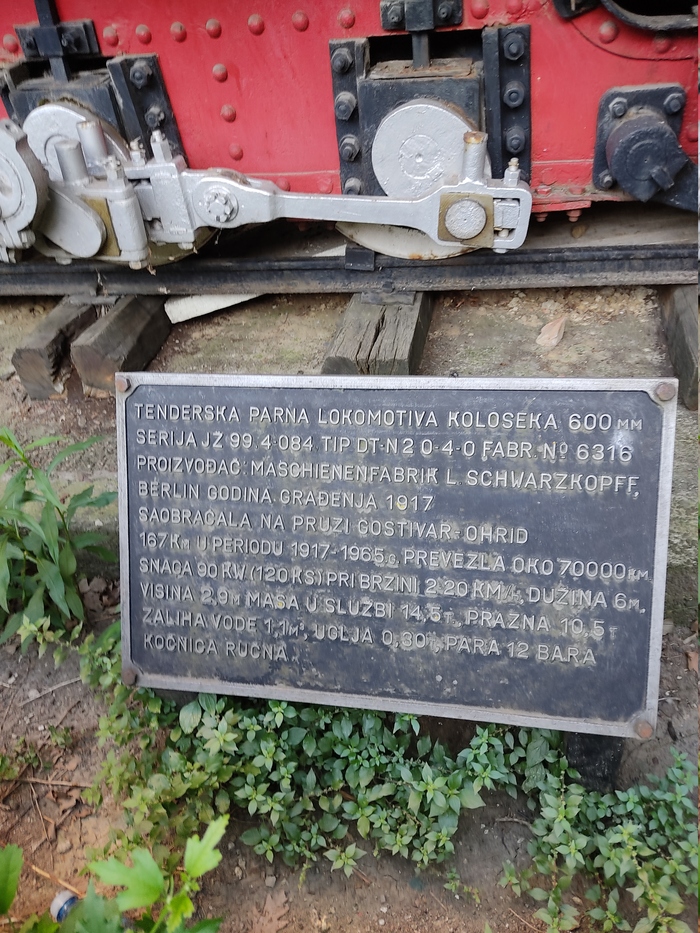 TENDERSKA PARNA LOKOMOTIVA KOLOSEKA 600 MM
SERIJA JZ 99.4-084 TIP DT-N2 0-4-0 FABR. Nº 6316
PROIZVOĐAČ: MASCHIENENFABRIK L. SCHWARZKOPFF,
BERLIN GODINA GRAĐENJA 1917
SAOBRAĆALA NA PRUZI GOSTIVAR-OHRID
167 KM U PERIODU 1917-1965 G. PREVEZLA OKO 70000 KM
SNAGA 90 KW (120 KS) PRI BRZINI 2-20 KM/H, DUŽINA 6 M.
VISINA 2,9 M MASA U SLUŽBI 14,5 T, PRAZNA 10,5 T
ZALIHA VODE 1,1 M³, UGLJA 0,30 T, PARA 12 BARA
KOČNICA RUČNA